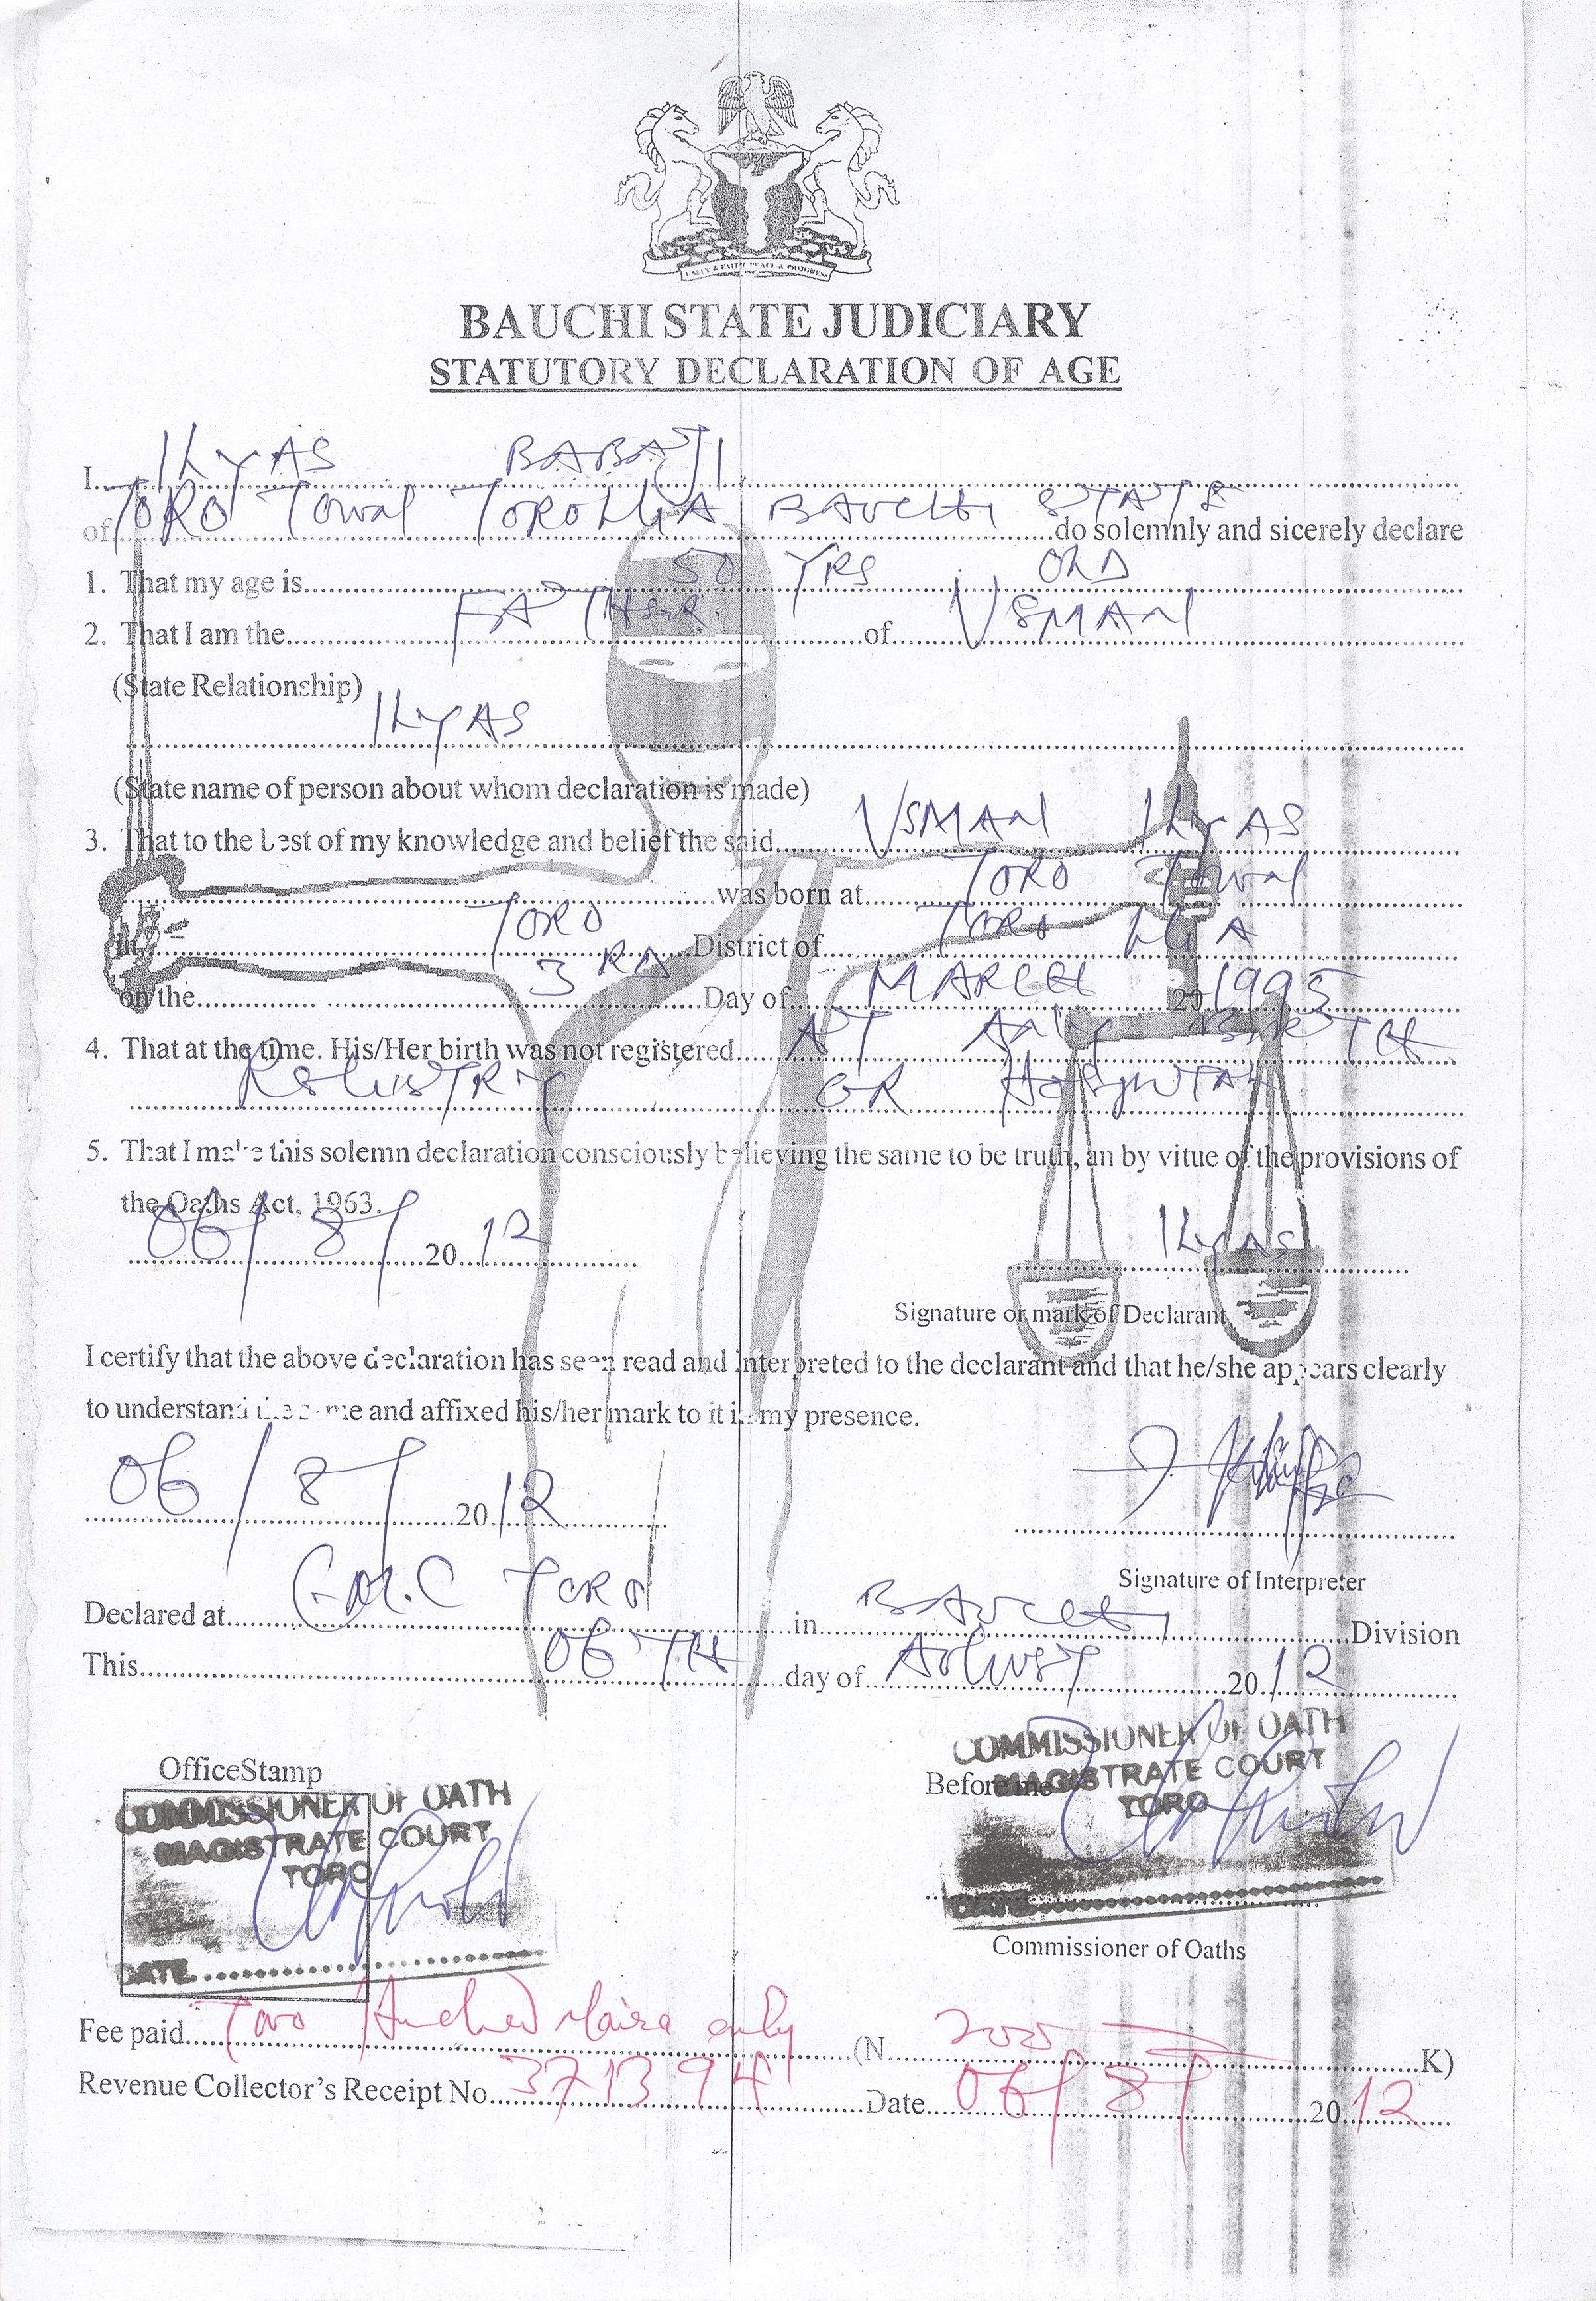 UNITY & FAITH, PEACE & PROGRESS
BAUCHI STATE JUDICIARY
STATUTORY DECLARATION OF AGE
I. ILYAS BABAJI
of TORO TOWN TORO LGA BAUCHI STATE do solemnly and sicerely declare
1. That my age is 50 YRS OLD
2. That I am the FATHER of USMAN
(State Relationship)
ILYAS
(State name of person about whom declaration is made)
3. That to the best of my knowledge and belief the said USMAN ILYAS
was born at TORO TOWN
in TORO District of TORO LGA
on the 3RD Day of MARCH 20 1995
4. That at the time. His/Her birth was not registered AT ANY BIRTH
REGISTRY OR HOSPITAL
5. That I make this solemn declaration consciously believing the same to be truth, an by vitue of the provisions of
the Oaths Act, 1963.
06/8/ 20 12
ILYAS
Signature or mark of Declarant
I certify that the above declaration has seen read and interpreted to the declarant and that he/she appears clearly
to understand the same and affixed his/her mark to it in my presence.
06/8/ 20 12
Signature of Interpreter
Declared at C.M.C TORO in BAUCHI Division
This 06TH day of AUGUST 20 12
Office Stamp
COMMISSIONER OF OATH
MAGISTRATE COURT
TORO
DATE
Before me
COMMISSIONER OF OATH
MAGISTRATE COURT
TORO
DATE
Commissioner of Oaths
Fee paid Two Hundred Naira only (N K)
Revenue Collector's Receipt No. 371394 Date 06/8/ 20 12